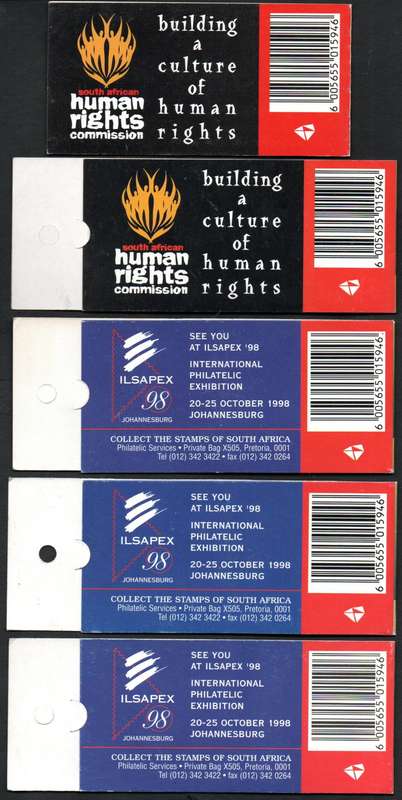 south african
human
rights
commission
building
a
culture
of
human
rights
6 005655 015946
south african
human
rights
commission
building
a
culture
of
human
rights
6 005655 015946
ILSAPEX
98
JOHANNESBURG
SEE YOU
AT ILSAPEX '98
INTERNATIONAL
PHILATELIC
EXHIBITION
20-25 OCTOBER 1998
JOHANNESBURG
COLLECT THE STAMPS OF SOUTH AFRICA
Philatelic Services • Private Bag X505, Pretoria, 0001
Tel (012) 342 3422 • fax (012) 342 0264
6 005655 015946
ILSAPEX
98
JOHANNESBURG
SEE YOU
AT ILSAPEX '98
INTERNATIONAL
PHILATELIC
EXHIBITION
20-25 OCTOBER 1998
JOHANNESBURG
COLLECT THE STAMPS OF SOUTH AFRICA
Philatelic Services • Private Bag X505, Pretoria, 0001
Tel (012) 342 3422 • fax (012) 342 0264
6 005655 015946
ILSAPEX
98
JOHANNESBURG
SEE YOU
AT ILSAPEX '98
INTERNATIONAL
PHILATELIC
EXHIBITION
20-25 OCTOBER 1998
JOHANNESBURG
COLLECT THE STAMPS OF SOUTH AFRICA
Philatelic Services • Private Bag X505, Pretoria, 0001
Tel (012) 342 3422 • fax (012) 342 0264
6 005655 015946